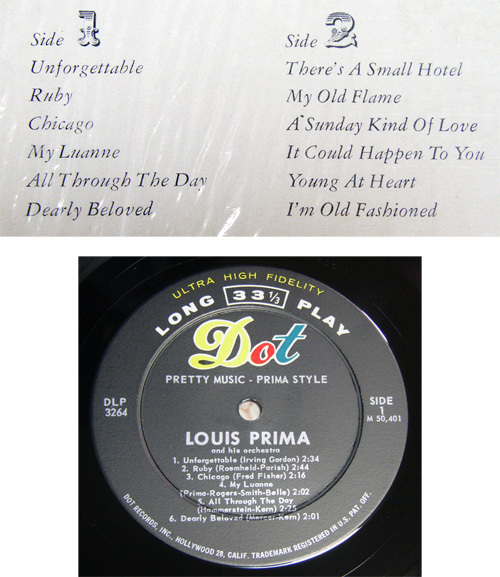 Side 1
Unforgettable
Ruby
Chicago
My Luanne
All Through The Day
Dearly Beloved
Side 2
There's A Small Hotel
My Old Flame
A Sunday Kind Of Love
It Could Happen To You
Young At Heart
I'm Old Fashioned
ULTRA HIGH FIDELITY
LONG 33 1/3 PLAY
Dot
PRETTY MUSIC - PRIMA STYLE
DLP
3264
SIDE
1
M 50,401
LOUIS PRIMA
and his orchestra
1. Unforgettable (Irving Gordon) 2:34
2. Ruby (Roemheld-Parish) 2:44
3. Chicago (Fred Fisher) 2:16
4. My Luanne
(Prima-Rogers-Smith-Belle) 2:02
5. All Through The Day
(Hammerstein-Kern) 2:25
6. Dearly Beloved (Mercer-Kern) 2:01
DOT RECORDS, INC., HOLLYWOOD 28, CALIF. TRADEMARK REGISTERED IN U.S. PAT. OFF.